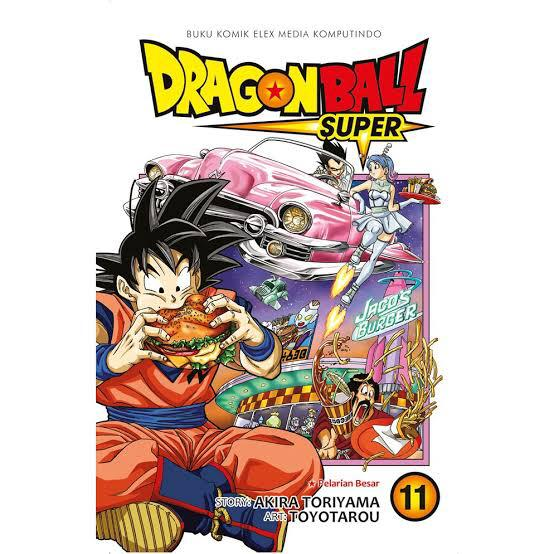 BUKU KOMIK ELEX MEDIA KOMPUTINDO
DRAGON BALL
SUPER
JACO'S
BURGER
★ Pelarian Besar
STORY: AKIRA TORIYAMA
ART: TOYOTAROU
11